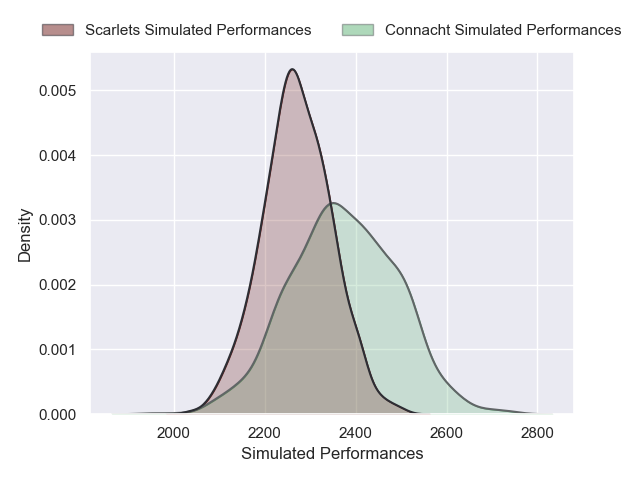 Scarlets Simulated Performances
Connacht Simulated Performances
0.005
0.004
0.003
0.002
0.001
0.000
Density
2000
2200
2400
2600
2800
Simulated Performances